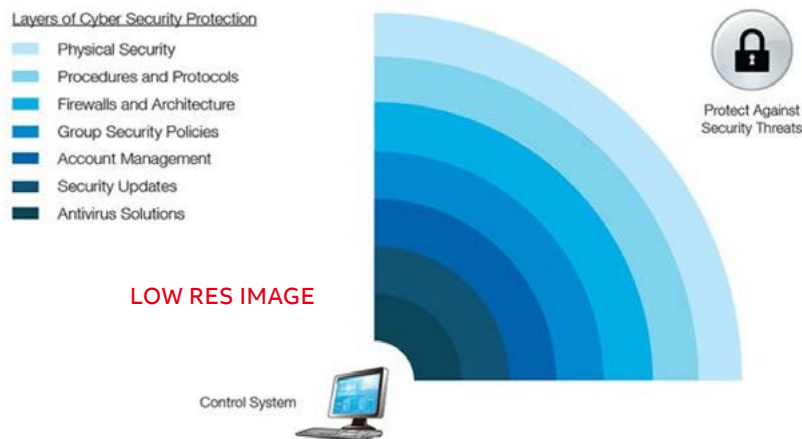 Layers of Cyber Security Protection
Physical Security
Procedures and Protocols
Firewalls and Architecture
Group Security Policies
Account Management
Security Updates
Antivirus Solutions
Protect Against
Security Threats
LOW RES IMAGE
Control System